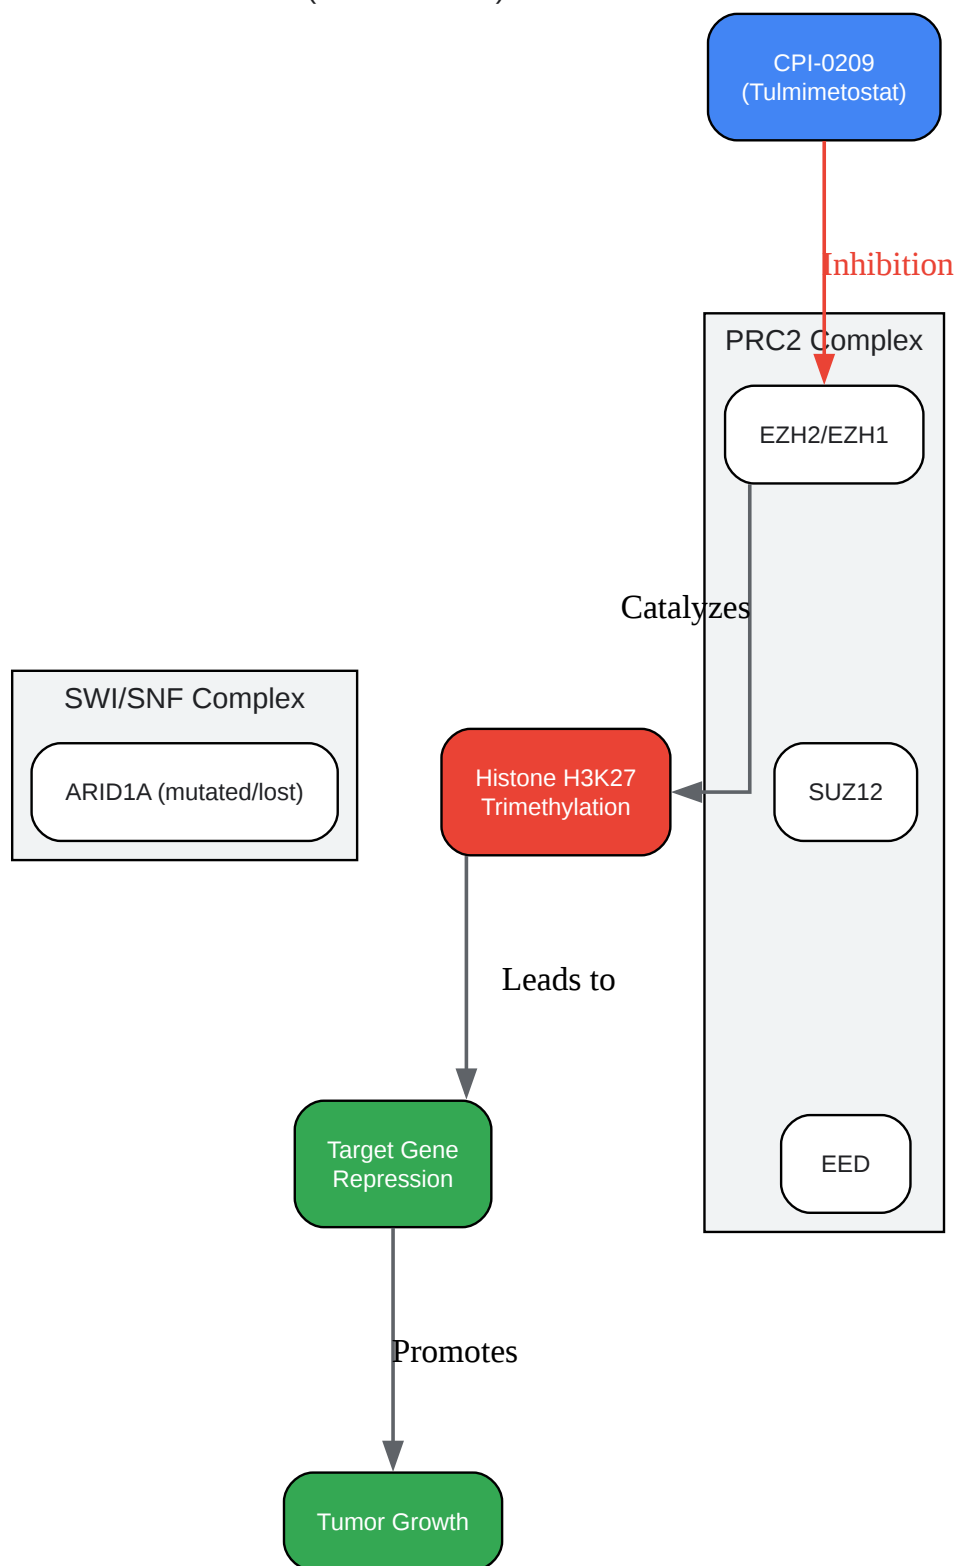 CPI-0209
(Tulmimetostat)
Inhibition
PRC2 Complex
EZH2/EZH1
Catalyzes
SWI/SNF Complex
ARID1A (mutated/lost)
Histone H3K27
Trimethylation
SUZ12
Leads to
Target Gene
Repression
EED
Promotes
Tumor Growth